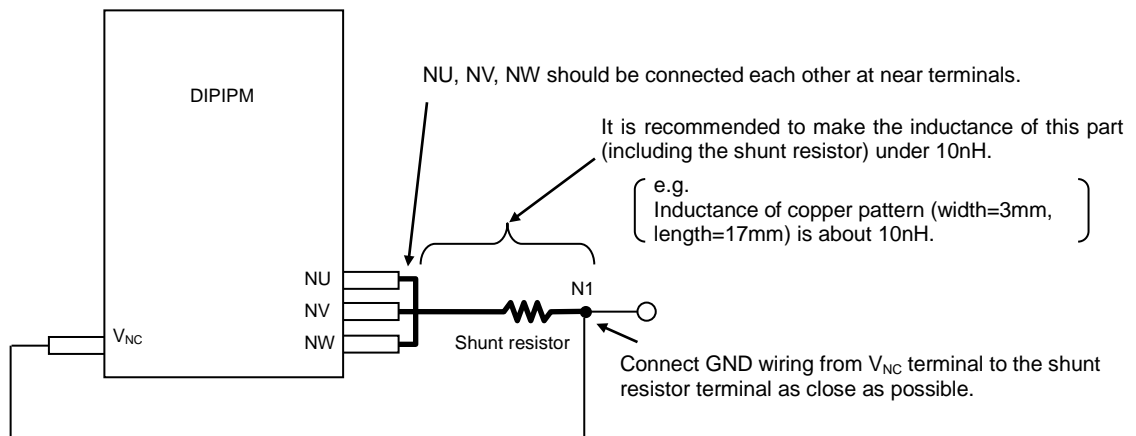 NU, NV, NW should be connected each other at near terminals.
DIPIPM
It is recommended to make the inductance of this part
(including the shunt resistor) under 10nH.
e.g.
Inductance of copper pattern (width=3mm,
length=17mm) is about 10nH.
NU
N1
NV
VNC
NW
Shunt resistor
Connect GND wiring from VNC terminal to the shunt
resistor terminal as close as possible.